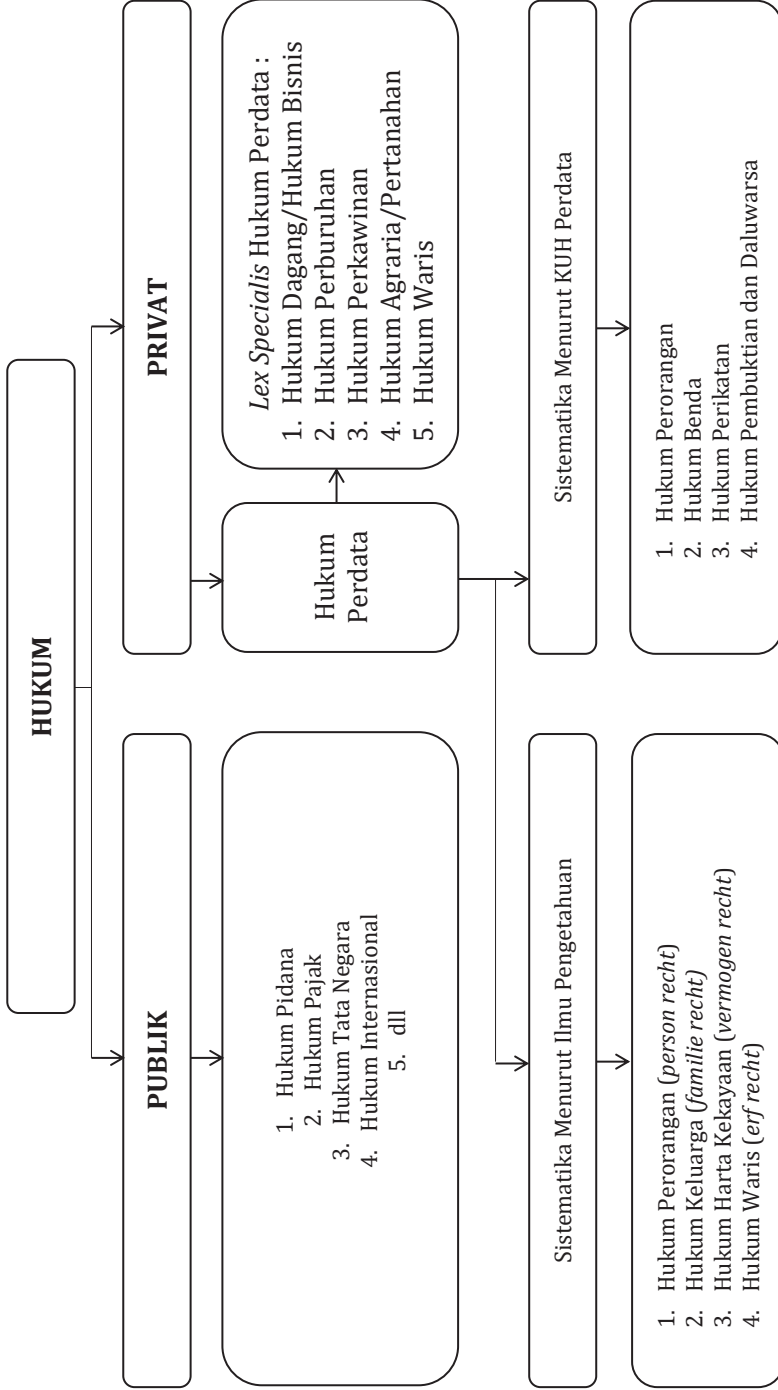 HUKUM
PUBLIK
PRIVAT
1. Hukum Pidana
2. Hukum Pajak
3. Hukum Tata Negara
4. Hukum Internasional
5. dll
Hukum
Perdata
Lex Specialis Hukum Perdata :
1. Hukum Dagang/Hukum Bisnis
2. Hukum Perburuhan
3. Hukum Perkawinan
4. Hukum Agraria/Pertanahan
5. Hukum Waris
Sistematika Menurut Ilmu Pengetahuan
Sistematika Menurut KUH Perdata
1. Hukum Perorangan (person recht)
2. Hukum Keluarga (familie recht)
3. Hukum Harta Kekayaan (vermogen recht)
4. Hukum Waris (erf recht)
1. Hukum Perorangan
2. Hukum Benda
3. Hukum Perikatan
4. Hukum Pembuktian dan Daluwarsa